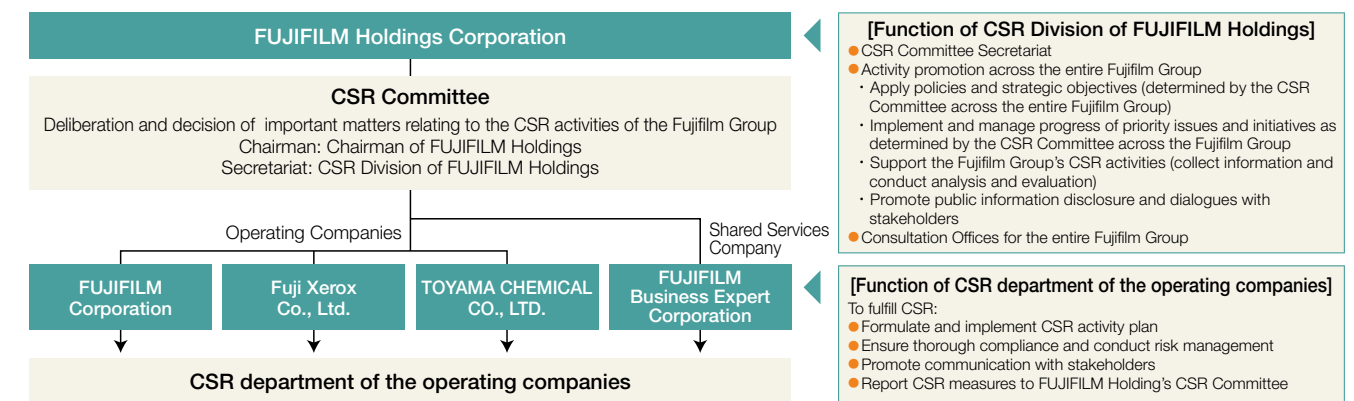 FUJIFILM Holdings Corporation
CSR Committee
Deliberation and decision of important matters relating to the CSR activities of the Fujifilm Group
Chairman: Chairman of FUJIFILM Holdings
Secretariat: CSR Division of FUJIFILM Holdings
Operating Companies
Shared Services
Company
FUJIFILM
Corporation
Fuji Xerox
Co., Ltd.
TOYAMA CHEMICAL
CO., LTD.
FUJIFILM
Business Expert
Corporation
CSR department of the operating companies
[Function of CSR Division of FUJIFILM Holdings]
●CSR Committee Secretariat
●Activity promotion across the entire Fujifilm Group
・Apply policies and strategic objectives (determined by the CSR
Committee across the entire Fujifilm Group)
・Implement and manage progress of priority issues and initiatives as
determined by the CSR Committee across the Fujifilm Group
・Support the Fujifilm Group's CSR activities (collect information and
conduct analysis and evaluation)
・Promote public information disclosure and dialogues with
stakeholders
●Consultation Offices for the entire Fujifilm Group
[Function of CSR department of the operating companies]
To fulfill CSR:
●Formulate and implement CSR activity plan
●Ensure thorough compliance and conduct risk management
●Promote communication with stakeholders
●Report CSR measures to FUJIFILM Holding's CSR Committee